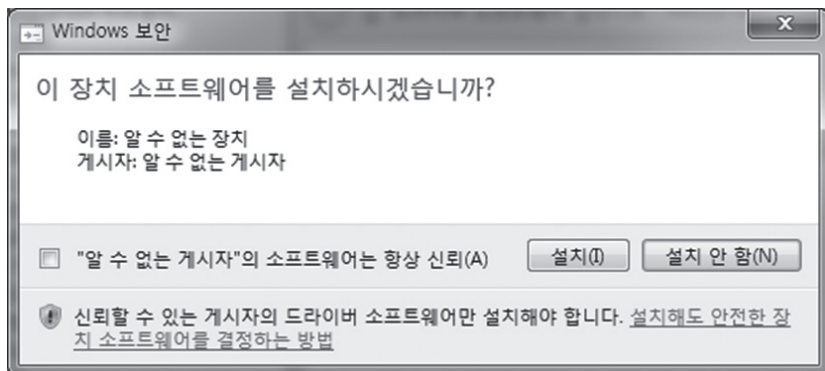 Windows 보안
이 장치 소프트웨어를 설치하시겠습니까?
이름: 알 수 없는 장치
게시자: 알 수 없는 게시자
"알 수 없는 게시자"의 소프트웨어는 항상 신뢰(A)
설치(I)
설치 안 함(N)
신뢰할 수 있는 게시자의 드라이버 소프트웨어만 설치해야 합니다. 설치해도 안전한 장
치 소프트웨어를 결정하는 방법